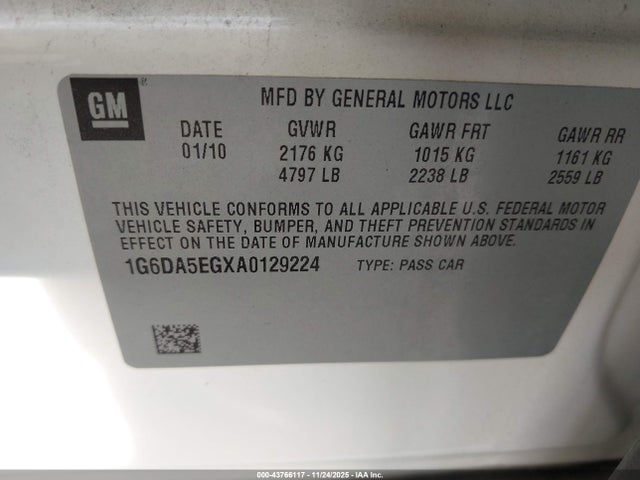 GM®
MFD BY GENERAL MOTORS LLC
DATE GVWR GAWR FRT GAWR RR
01/10 2176 KG 1015 KG 1161 KG
4797 LB 2238 LB 2559 LB
THIS VEHICLE CONFORMS TO ALL APPLICABLE U.S. FEDERAL MOTOR
VEHICLE SAFETY, BUMPER, AND THEFT PREVENTION STANDARDS IN
EFFECT ON THE DATE OF MANUFACTURE SHOWN ABOVE.
1G6DA5EGXA0129224 TYPE: PASS CAR
000-43766117 - 11/24/2025 - IAA Inc.